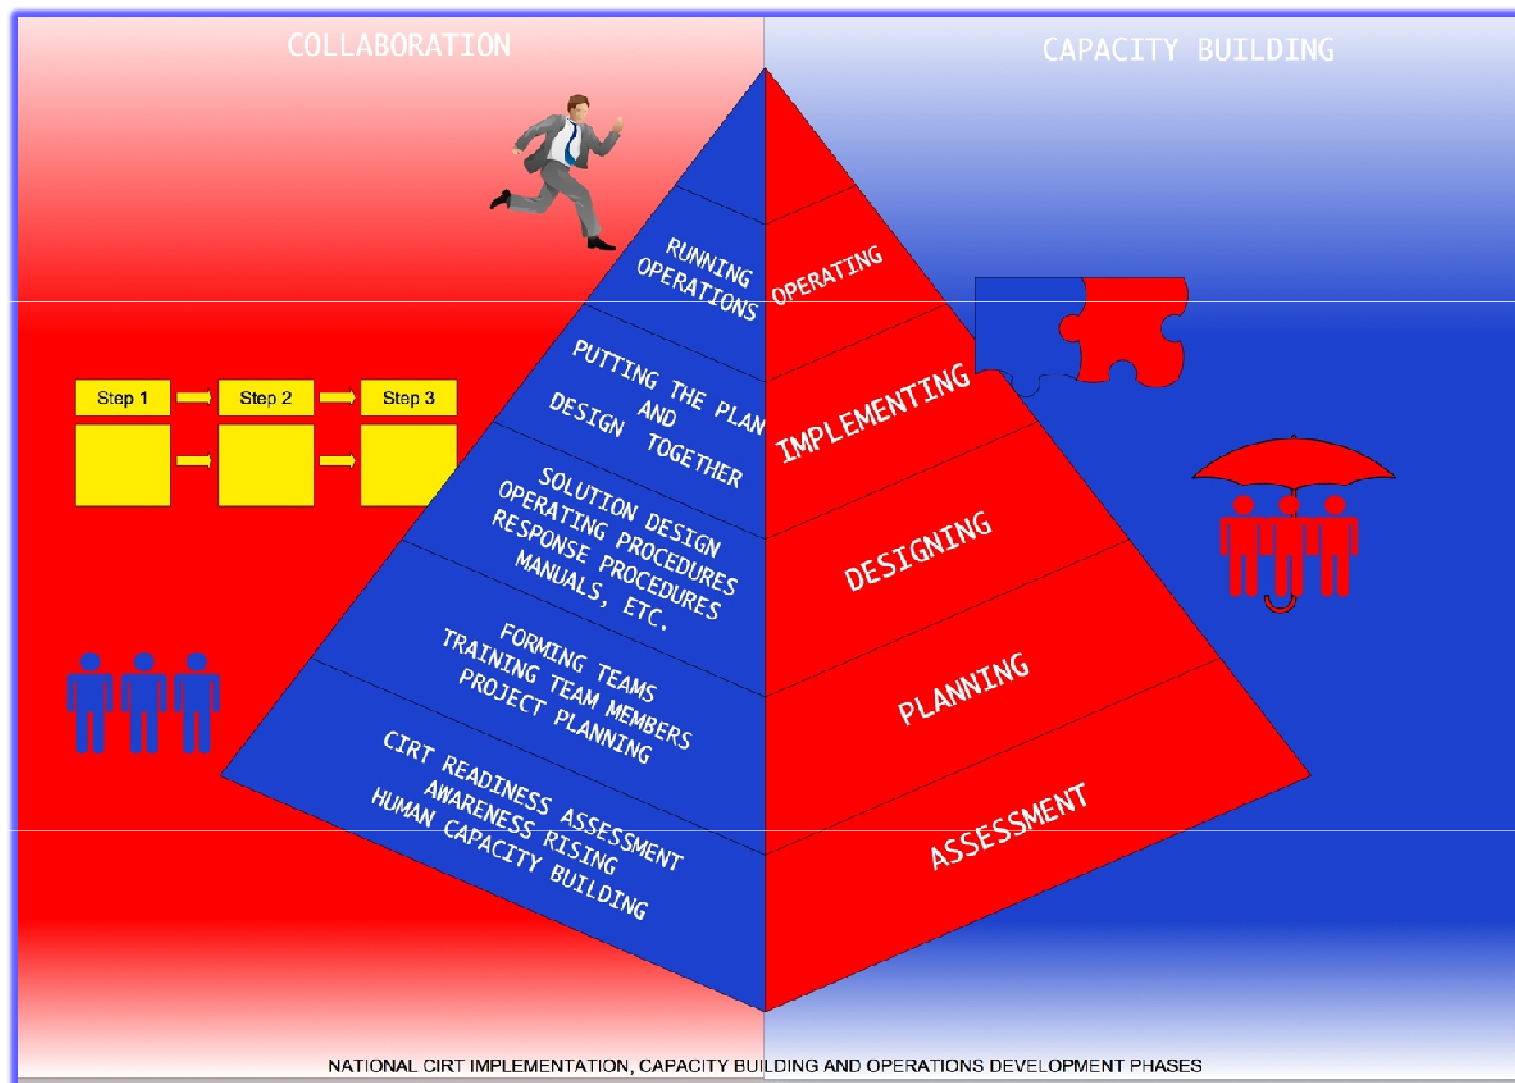 COLLABORATION
CAPACITY BUILDING
RUNNING
OPERATIONS
OPERATING
PUTTING THE PLAN
AND
DESIGN TOGETHER
IMPLEMENTING
Step 1
Step 2
Step 3
SOLUTION DESIGN
OPERATING PROCEDURES
RESPONSE PROCEDURES
MANUALS, ETC.
DESIGNING
FORMING TEAMS
TRAINING TEAM MEMBERS
PROJECT PLANNING
PLANNING
CIRT READINESS ASSESSMENT
AWARENESS RISING
HUMAN CAPACITY BUILDING
ASSESSMENT
NATIONAL CIRT IMPLEMENTATION, CAPACITY BUILDING AND OPERATIONS DEVELOPMENT PHASES